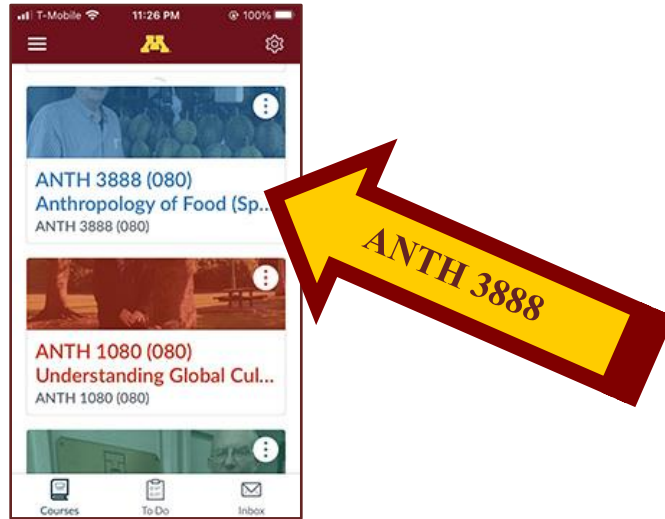 T-Mobile 11:26 PM 100%
M
ANTH 3888 (080)
Anthropology of Food (Sp...
ANTH 3888 (080)
ANTH 3888
ANTH 1080 (080)
Understanding Global Cul...
ANTH 1080 (080)
Courses To Do Inbox